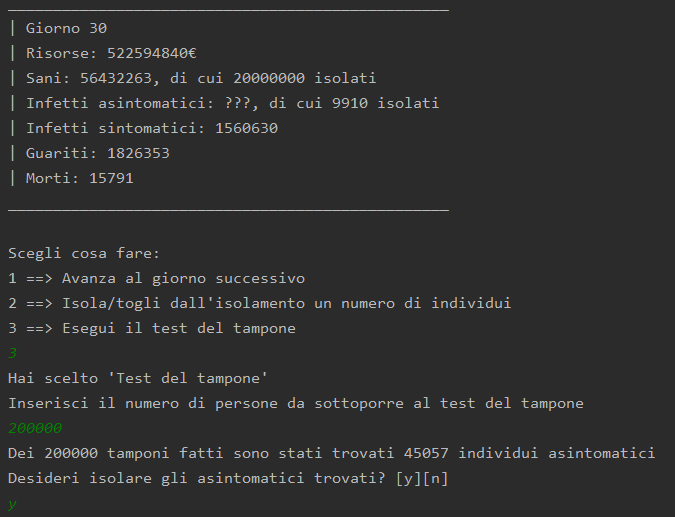 _________________________________________________
| Giorno 30
| Risorse: 522594840€
| Sani: 56432263, di cui 20000000 isolati
| Infetti asintomatici: ???, di cui 9910 isolati
| Infetti sintomatici: 1560630
| Guariti: 1826353
| Morti: 15791
_________________________________________________
Scegli cosa fare:
1 ==> Avanza al giorno successivo
2 ==> Isola/togli dall'isolamento un numero di individui
3 ==> Esegui il test del tampone
3
Hai scelto 'Test del tampone'
Inserisci il numero di persone da sottoporre al test del tampone
200000
Dei 200000 tamponi fatti sono stati trovati 45057 individui asintomatici
Desideri isolare gli asintomatici trovati? [y][n]
y